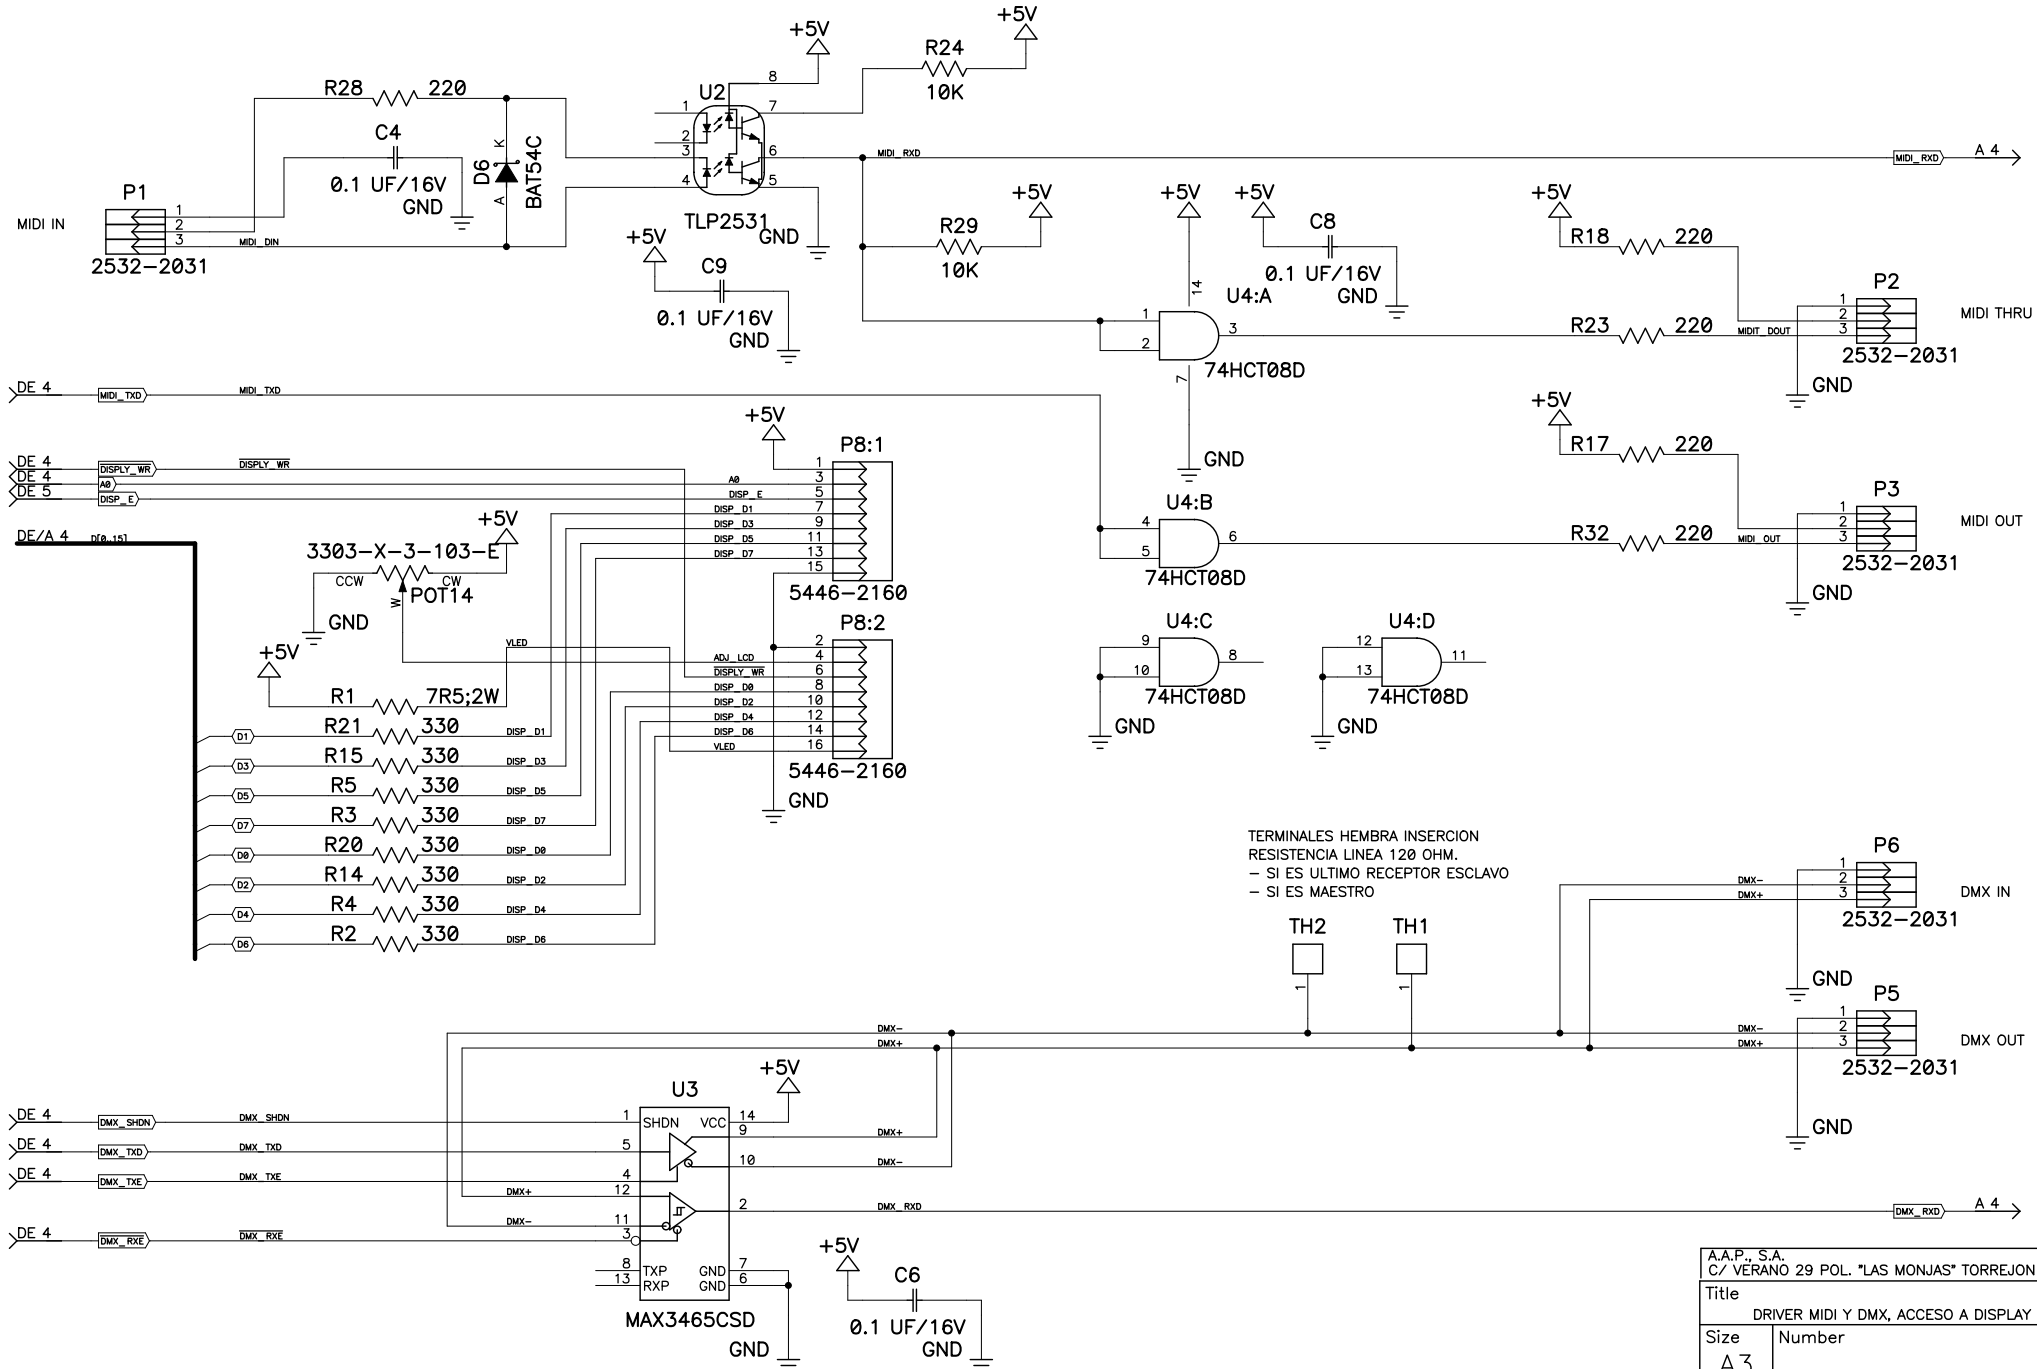 +5V
+5V
R24
10K
R28 220
8
U2
1
7
2
3
6
4
5
TLP2531
GND
C4
0.1 UF/16V
GND
D6
K
A
BAT54C
MIDI_RXD
MIDI_RXD
A 4
P1
MIDI IN
1
2
3
MIDI_DIN
2532-2031
+5V
C9
0.1 UF/16V
GND
+5V
R29
10K
+5V
14
+5V
C8
0.1 UF/16V
GND
U4:A
1
2
3
7
74HCT08D
GND
+5V
R18 220
R23 220
MIDIT_DOUT
P2
1
2
3
2532-2031
MIDI THRU
GND
DE 4
MIDI_TXD
MIDI_TXD
+5V
R17 220
U4:B
4
5
6
74HCT08D
R32 220
MIDI_OUT
P3
1
2
3
2532-2031
MIDI OUT
GND
DE 4
DISPLY_WR
DISPLY_WR
DE 4
A0
DE 5
DISP_E
DE/A 4
D[0..15]
+5V
P8:1
1
A0 3
DISP_E 5
DISP_D1 7
DISP_D3 9
DISP_D5 11
DISP_D7 13
15
5446-2160
P8:2
2
ADJ_LCD 4
DISPLY_WR 6
DISP_D0 8
DISP_D2 10
DISP_D4 12
DISP_D6 14
VLED 16
5446-2160
GND
+5V
3303-X-3-103-E
CCW
CW
W
POT14
GND
VLED
+5V
R1 7R5;2W
D1 R21 330 DISP_D1
D3 R15 330 DISP_D3
D5 R5 330 DISP_D5
D7 R3 330 DISP_D7
D0 R20 330 DISP_D0
D2 R14 330 DISP_D2
D4 R4 330 DISP_D4
D6 R2 330 DISP_D6
U4:C
9
10
8
74HCT08D
GND
U4:D
12
13
11
74HCT08D
GND
TERMINALES HEMBRA INSERCION
RESISTENCIA LINEA 120 OHM.
- SI ES ULTIMO RECEPTOR ESCLAVO
- SI ES MAESTRO
TH2
1
TH1
1
P6
1
DMX- 2
DMX+ 3
2532-2031
DMX IN
GND
P5
1
DMX- 2
DMX+ 3
2532-2031
DMX OUT
GND
DMX-
DMX+
+5V
U3
DE 4
DMX_SHDN
DMX_SHDN
1
SHDN
VCC
14
DE 4
DMX_TXD
DMX_TXD
5
9
DMX+
DE 4
DMX_TXE
DMX_TXE
4
10
DMX-
DMX+
12
DMX-
11
2
DMX_RXD
DMX_RXD
A 4
DE 4
DMX_RXE
DMX_RXE
3
8
TXP
GND
7
13
RXP
GND
6
MAX3465CSD
GND
+5V
C6
0.1 UF/16V
GND
A.A.P., S.A.
C/ VERANO 29 POL. "LAS MONJAS" TORREJON
Title
DRIVER MIDI Y DMX, ACCESO A DISPLAY
Size
Number
A3